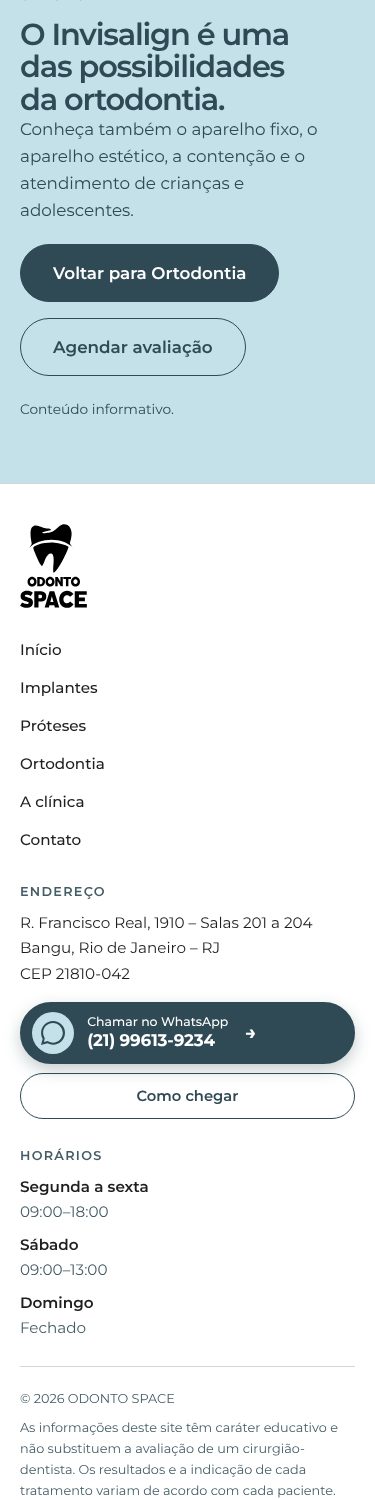 O Invisalign é uma
das possibilidades
da ortodontia.
Conheça também o aparelho fixo, o
aparelho estético, a contenção e o
atendimento de crianças e
adolescentes.
Voltar para Ortodontia
Agendar avaliação
Conteúdo informativo.
ODONTO
SPACE
Início
Implantes
Próteses
Ortodontia
A clínica
Contato
ENDEREÇO
R. Francisco Real, 1910 – Salas 201 a 204
Bangu, Rio de Janeiro – RJ
CEP 21810-042
Chamar no WhatsApp
(21) 99613-9234 →
Como chegar
HORÁRIOS
Segunda a sexta
09:00–18:00
Sábado
09:00–13:00
Domingo
Fechado
© 2026 ODONTO SPACE
As informações deste site têm caráter educativo e
não substituem a avaliação de um cirurgião-
dentista. Os resultados e a indicação de cada
tratamento variam de acordo com cada paciente.